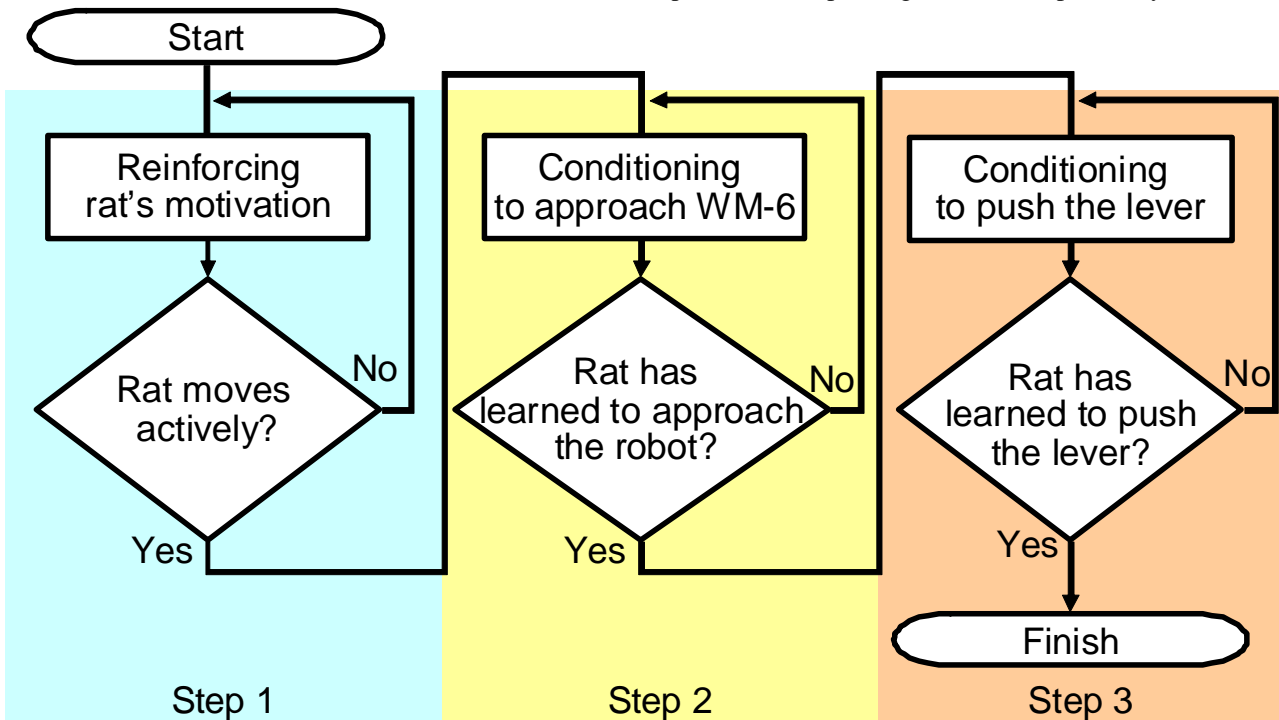 Start
Reinforcing
rat's motivation
Rat moves
actively?
No
Yes
Step 1
Conditioning
to approach WM-6
Rat has
learned to approach
the robot?
No
Yes
Step 2
Conditioning
to push the lever
Rat has
learned to push
the lever?
No
Yes
Finish
Step 3